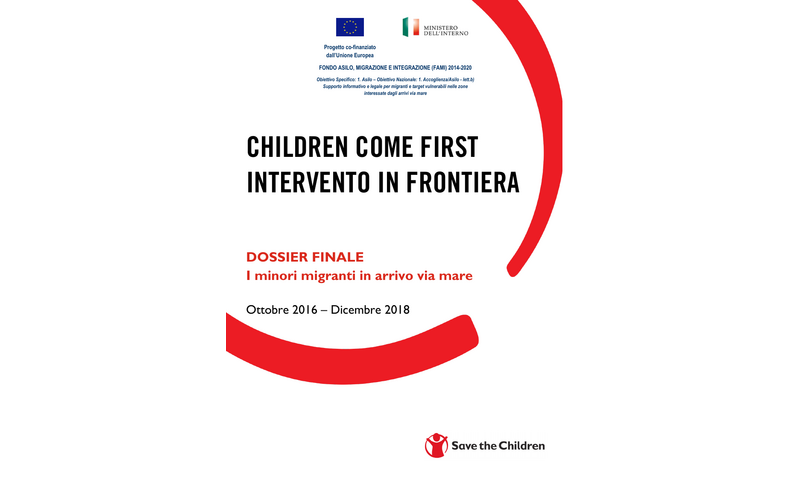 MINISTERO
DELL'INTERNO
Progetto co-finanziato
dall'Unione Europea
FONDO ASILO, MIGRAZIONE E INTEGRAZIONE (FAMI) 2014-2020
Obiettivo Specifico: 1. Asilo – Obiettivo Nazionale: 1. Accoglienza/Asilo - lett.b)
Supporto informativo e legale per migranti e target vulnerabili nelle zone
interessate dagli arrivi via mare
CHILDREN COME FIRST
INTERVENTO IN FRONTIERA
DOSSIER FINALE
I minori migranti in arrivo via mare
Ottobre 2016 – Dicembre 2018
Save the Children